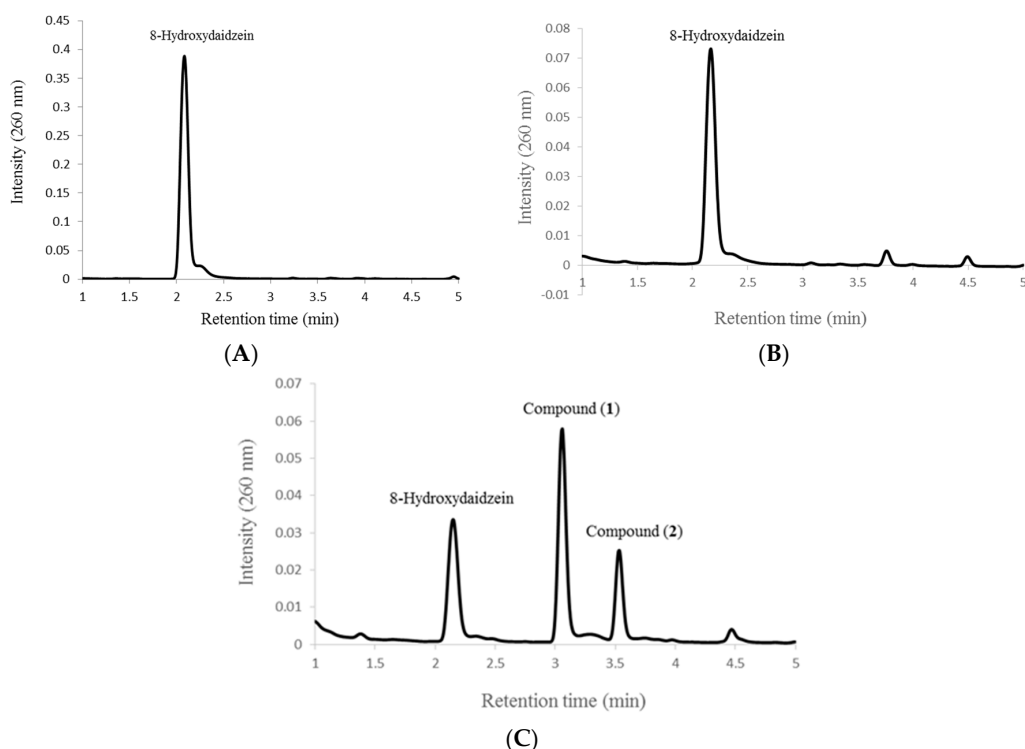 8-Hydroxydaidzein
Intensity (260 nm)
0.45
0.4
0.35
0.3
0.25
0.2
0.15
0.1
0.05
0
1 1.5 2 2.5 3 3.5 4 4.5 5
Retention time (min)
(A)
8-Hydroxydaidzein
Intensity (260 nm)
0.08
0.07
0.06
0.05
0.04
0.03
0.02
0.01
0
-0.01
1 1.5 2 2.5 3 3.5 4 4.5 5
Retention time (min)
(B)
Compound (1)
8-Hydroxydaidzein
Compound (2)
Intensity (260 nm)
0.07
0.06
0.05
0.04
0.03
0.02
0.01
0
1 1.5 2 2.5 3 3.5 4 4.5 5
Retention time (min)
(C)